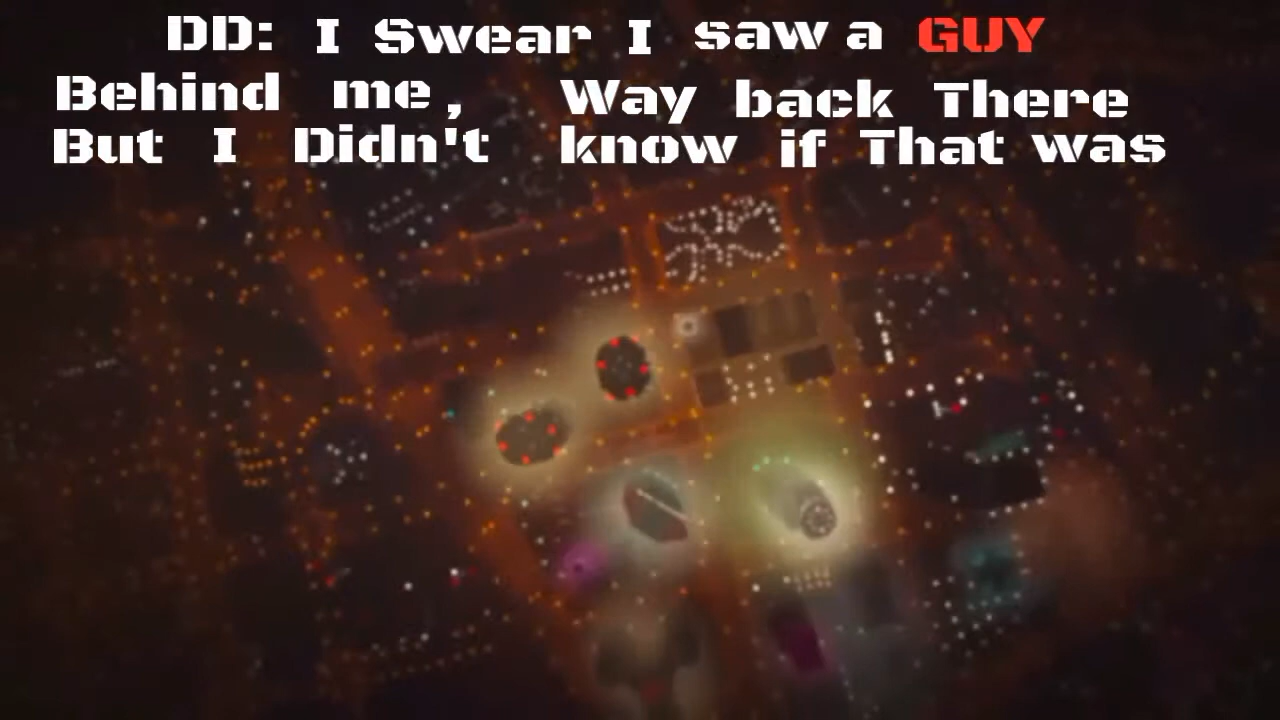 DD: I Swear I saw a GUY
Behind me, Way back There
But I Didn't know if That was